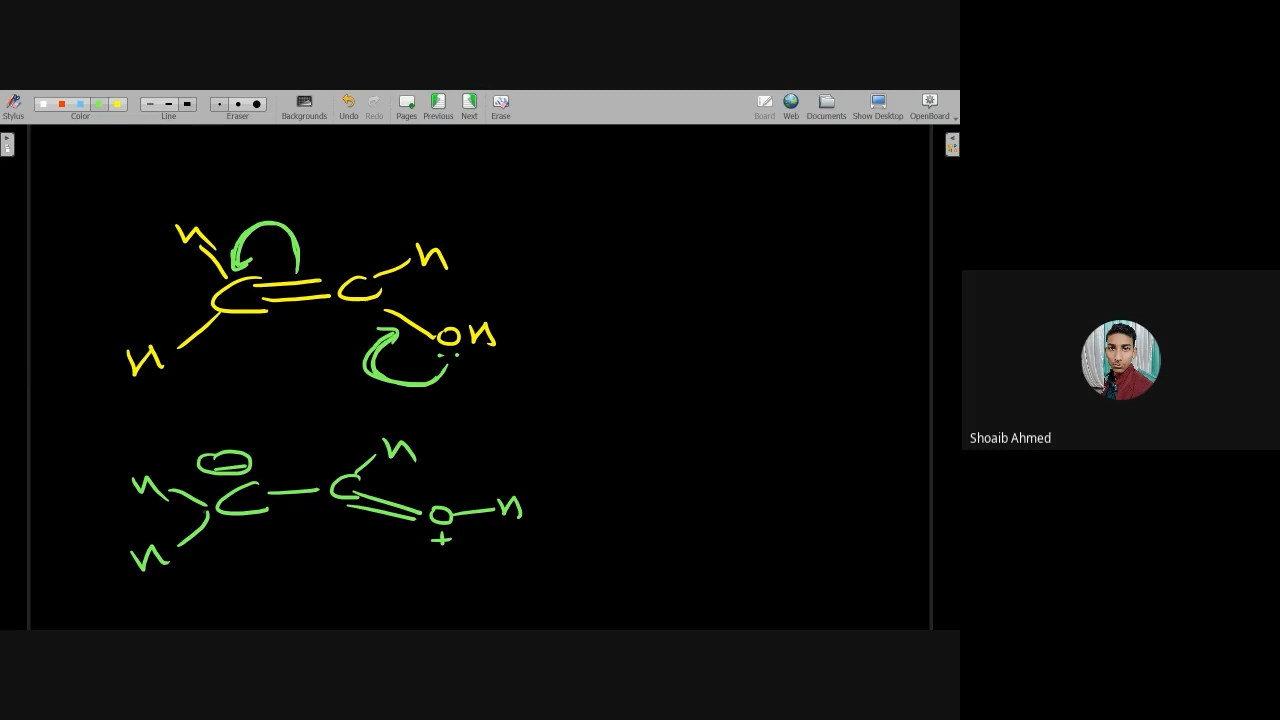 Stylus Color Line Eraser Backgrounds Undo Redo Pages Previous Next Erase Board Web Documents Show Desktop OpenBoard
H
H
C = C
OH
H
Shoaib Ahmed
H
H C — C
O — H
H
+